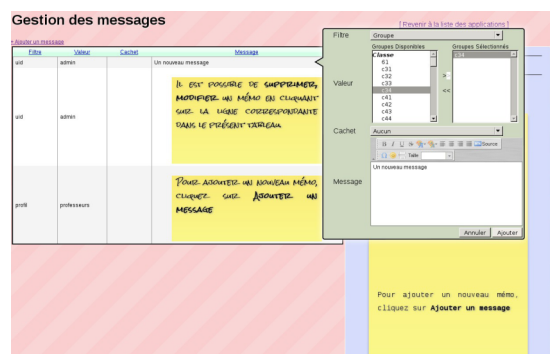 Gestion des messages
[ Revenir à la liste des applications ]
+ Ajouter un message
Filtre Valeur Cachet Message
uid admin Un nouveau message
uid admin
Il est possible de supprimer,
modifier un mémo en cliquant
sur la ligne correspondante
dans le présent tableau
profil professeurs
Pour ajouter un nouveau mémo,
cliquez sur Ajouter un
message
Filtre Groupe
Groupes Disponibles Groupes Sélectionnés
Valeur
Classe
61
c31
c32
c33
c34
c41
c42
c43
c44
>
<<
c34
Cachet Aucun
B I U S Source
Taille
Message
Un nouveau message
Annuler Ajouter
Pour ajouter un nouveau mémo,
cliquez sur Ajouter un message